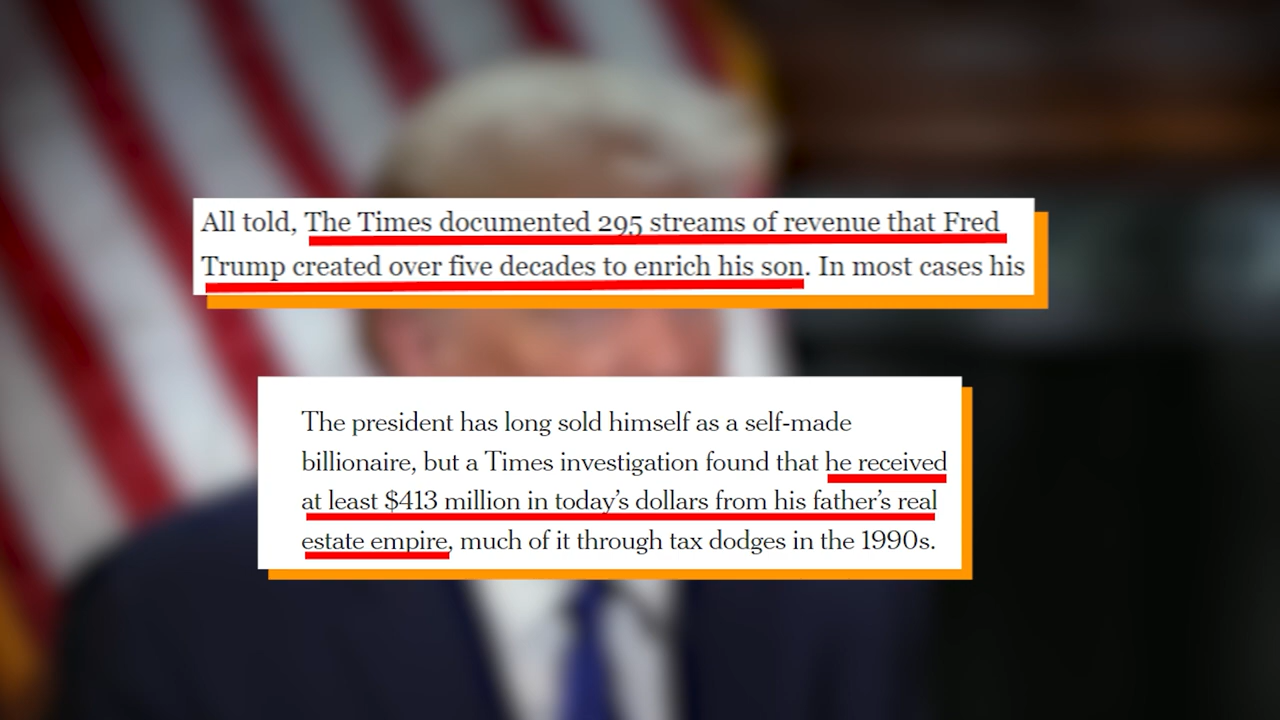 All told, The Times documented 295 streams of revenue that Fred
Trump created over five decades to enrich his son. In most cases his
The president has long sold himself as a self-made
billionaire, but a Times investigation found that he received
at least $413 million in today’s dollars from his father’s real
estate empire, much of it through tax dodges in the 1990s.